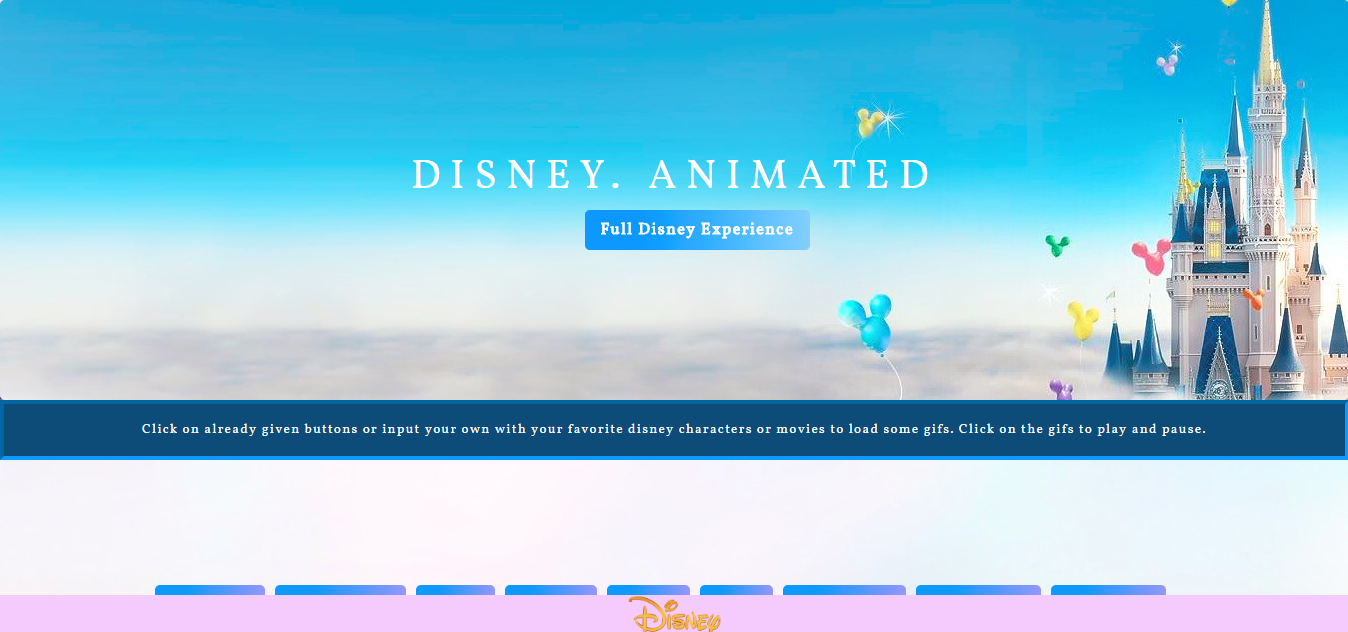 DISNEY. ANIMATED
Full Disney Experience
Click on already given buttons or input your own with your favorite disney characters or movies to load some gifs. Click on the gifs to play and pause.
Disney